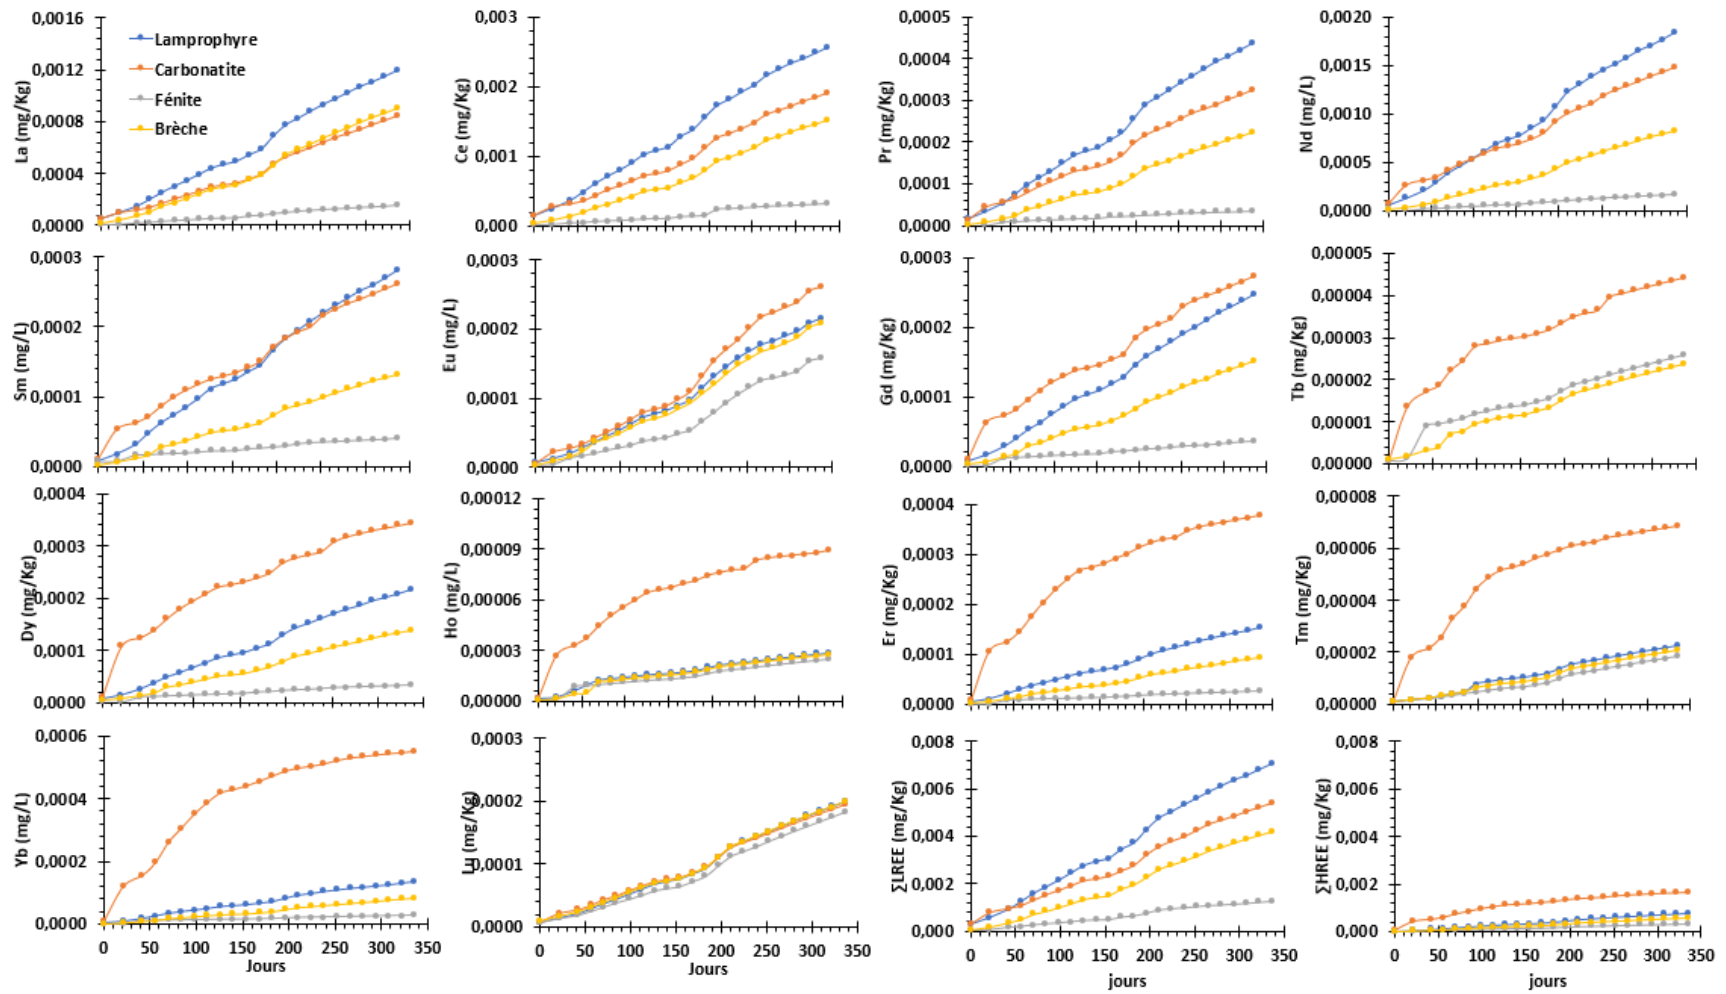 La (mg/Kg)
0,0016
0,0012
0,0008
0,0004
0,0000
Lamprophyre
Carbonatite
Fénite
Brèche
Ce (mg/Kg)
0,003
0,002
0,001
0,000
Pr (mg/Kg)
0,0005
0,0004
0,0003
0,0002
0,0001
0,0000
Nd (mg/L)
0,0020
0,0015
0,0010
0,0005
0,0000
Sm (mg/L)
0,0003
0,0002
0,0001
0,0000
Eu (mg/L)
0,0003
0,0002
0,0001
0,0000
Gd (mg/Kg)
0,0003
0,0002
0,0001
0,0000
Tb (mg/Kg)
0,00005
0,00004
0,00003
0,00002
0,00001
0,00000
Dy (mg/Kg)
0,0004
0,0003
0,0002
0,0001
0,0000
Ho (mg/L)
0,00012
0,00009
0,00006
0,00003
0,00000
Er (mg/Kg)
0,0004
0,0003
0,0002
0,0001
0,0000
Tm (mg/Kg)
0,00008
0,00006
0,00004
0,00002
0,00000
Yb (mg/L)
0,0006
0,0004
0,0002
0,0000
0 50 100 150 200 250 300 350
Jours
Lu (mg/Kg)
0,0003
0,0002
0,0001
0,0000
0 50 100 150 200 250 300 350
Jours
∑LREE (mg/Kg)
0,008
0,006
0,004
0,002
0,000
0 50 100 150 200 250 300 350
jours
∑HREE (mg/Kg)
0,008
0,006
0,004
0,002
0,000
0 50 100 150 200 250 300 350
jours